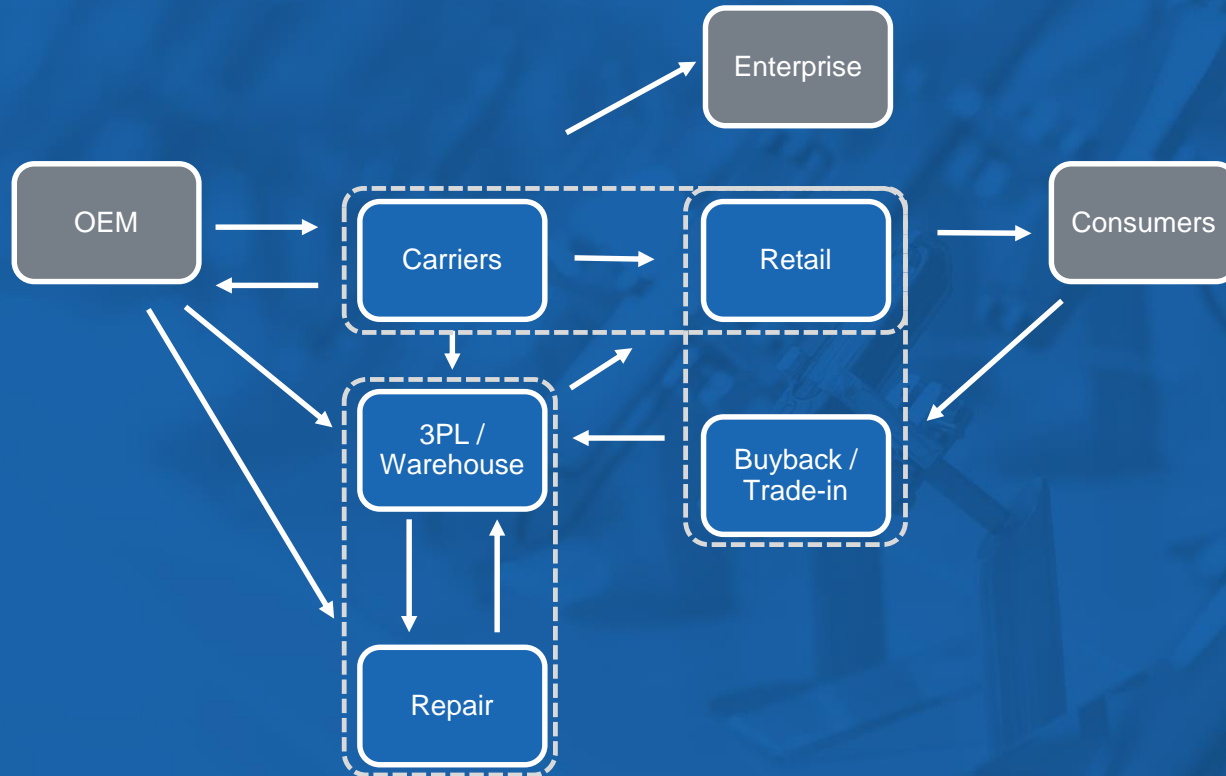 Enterprise
OEM
Carriers
Retail
Consumers
3PL /
Warehouse
Buyback /
Trade-in
Repair